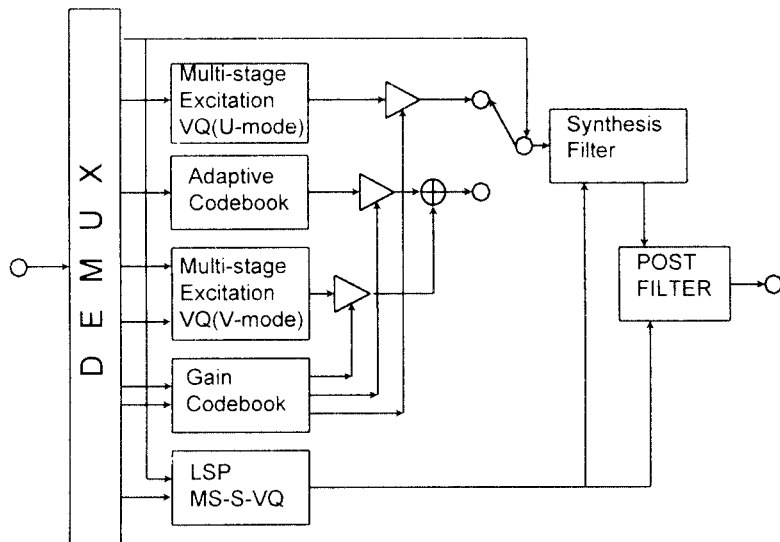 DEMUX
Multi-stage
Excitation
VQ(U-mode)
Adaptive
Codebook
Multi-stage
Excitation
VQ(V-mode)
Gain
Codebook
LSP
MS-S-VQ
Synthesis
Filter
POST
FILTER